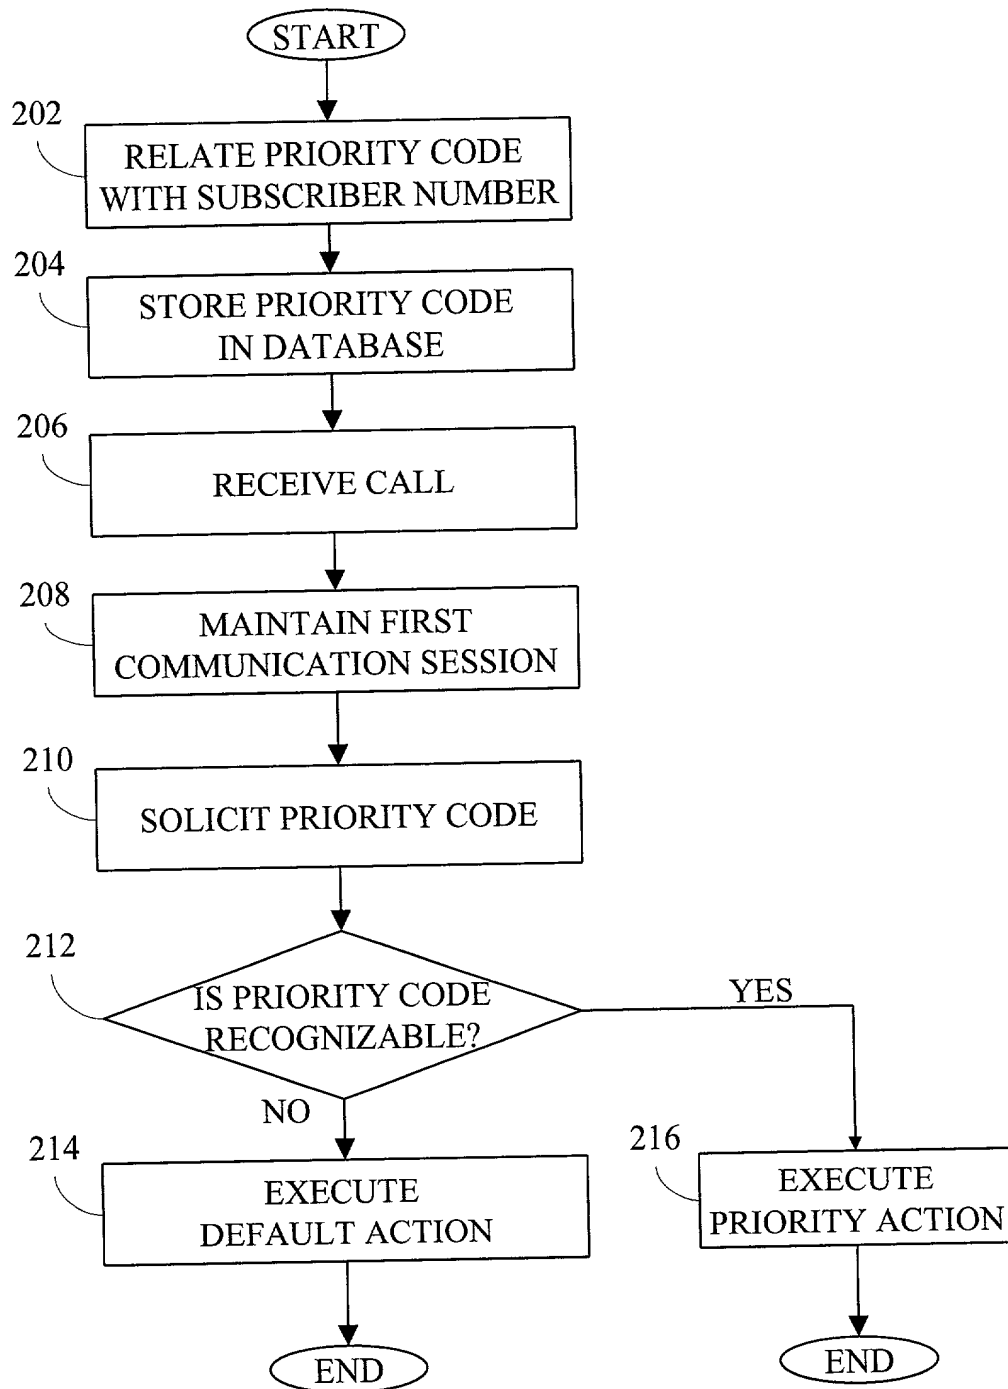 START
202
RELATE PRIORITY CODE
WITH SUBSCRIBER NUMBER
204
STORE PRIORITY CODE
IN DATABASE
206
RECEIVE CALL
208
MAINTAIN FIRST
COMMUNICATION SESSION
210
SOLICIT PRIORITY CODE
212
IS PRIORITY CODE
RECOGNIZABLE?
YES
NO
214
EXECUTE
DEFAULT ACTION
216
EXECUTE
PRIORITY ACTION
END
END